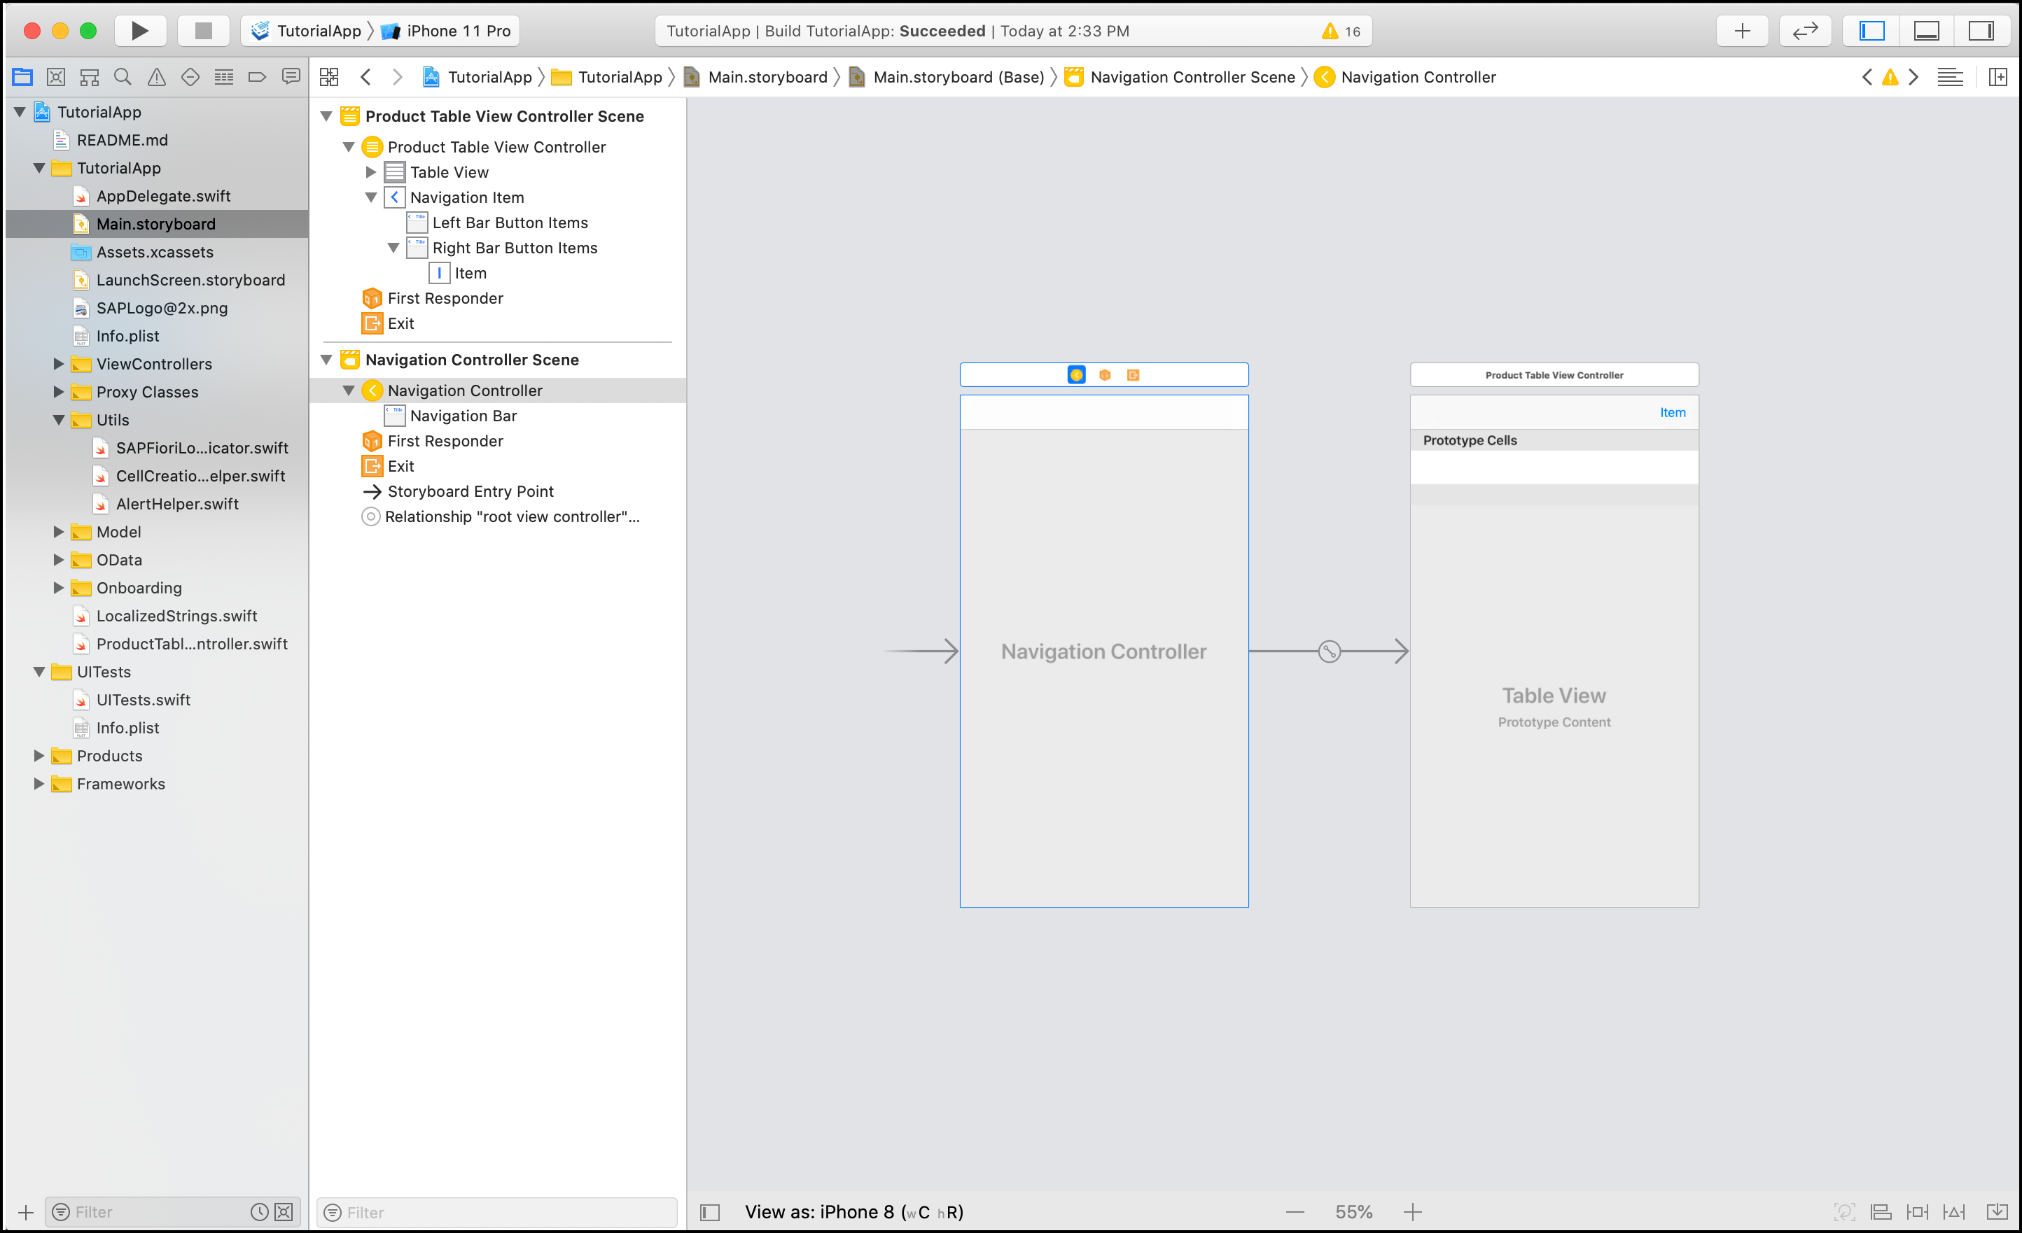 TutorialApp iPhone 11 Pro
TutorialApp | Build TutorialApp: Succeeded | Today at 2:33 PM
16
TutorialApp TutorialApp Main.storyboard Main.storyboard (Base) Navigation Controller Scene Navigation Controller
TutorialApp
README.md
TutorialApp
AppDelegate.swift
Main.storyboard
Assets.xcassets
LaunchScreen.storyboard
SAPLogo@2x.png
Info.plist
ViewControllers
Proxy Classes
Utils
SAPFioriLo...icator.swift
CellCreatio...elper.swift
AlertHelper.swift
Model
OData
Onboarding
LocalizedStrings.swift
ProductTabl...ntroller.swift
UITests
UITests.swift
Info.plist
Products
Frameworks
Filter
Product Table View Controller Scene
Product Table View Controller
Table View
Navigation Item
Left Bar Button Items
Right Bar Button Items
Item
First Responder
Exit
Navigation Controller Scene
Navigation Controller
Navigation Bar
First Responder
Exit
Storyboard Entry Point
Relationship "root view controller"...
Filter
Navigation Controller
Product Table View Controller
Item
Prototype Cells
Table View
Prototype Content
View as: iPhone 8 (wC hR)
55%